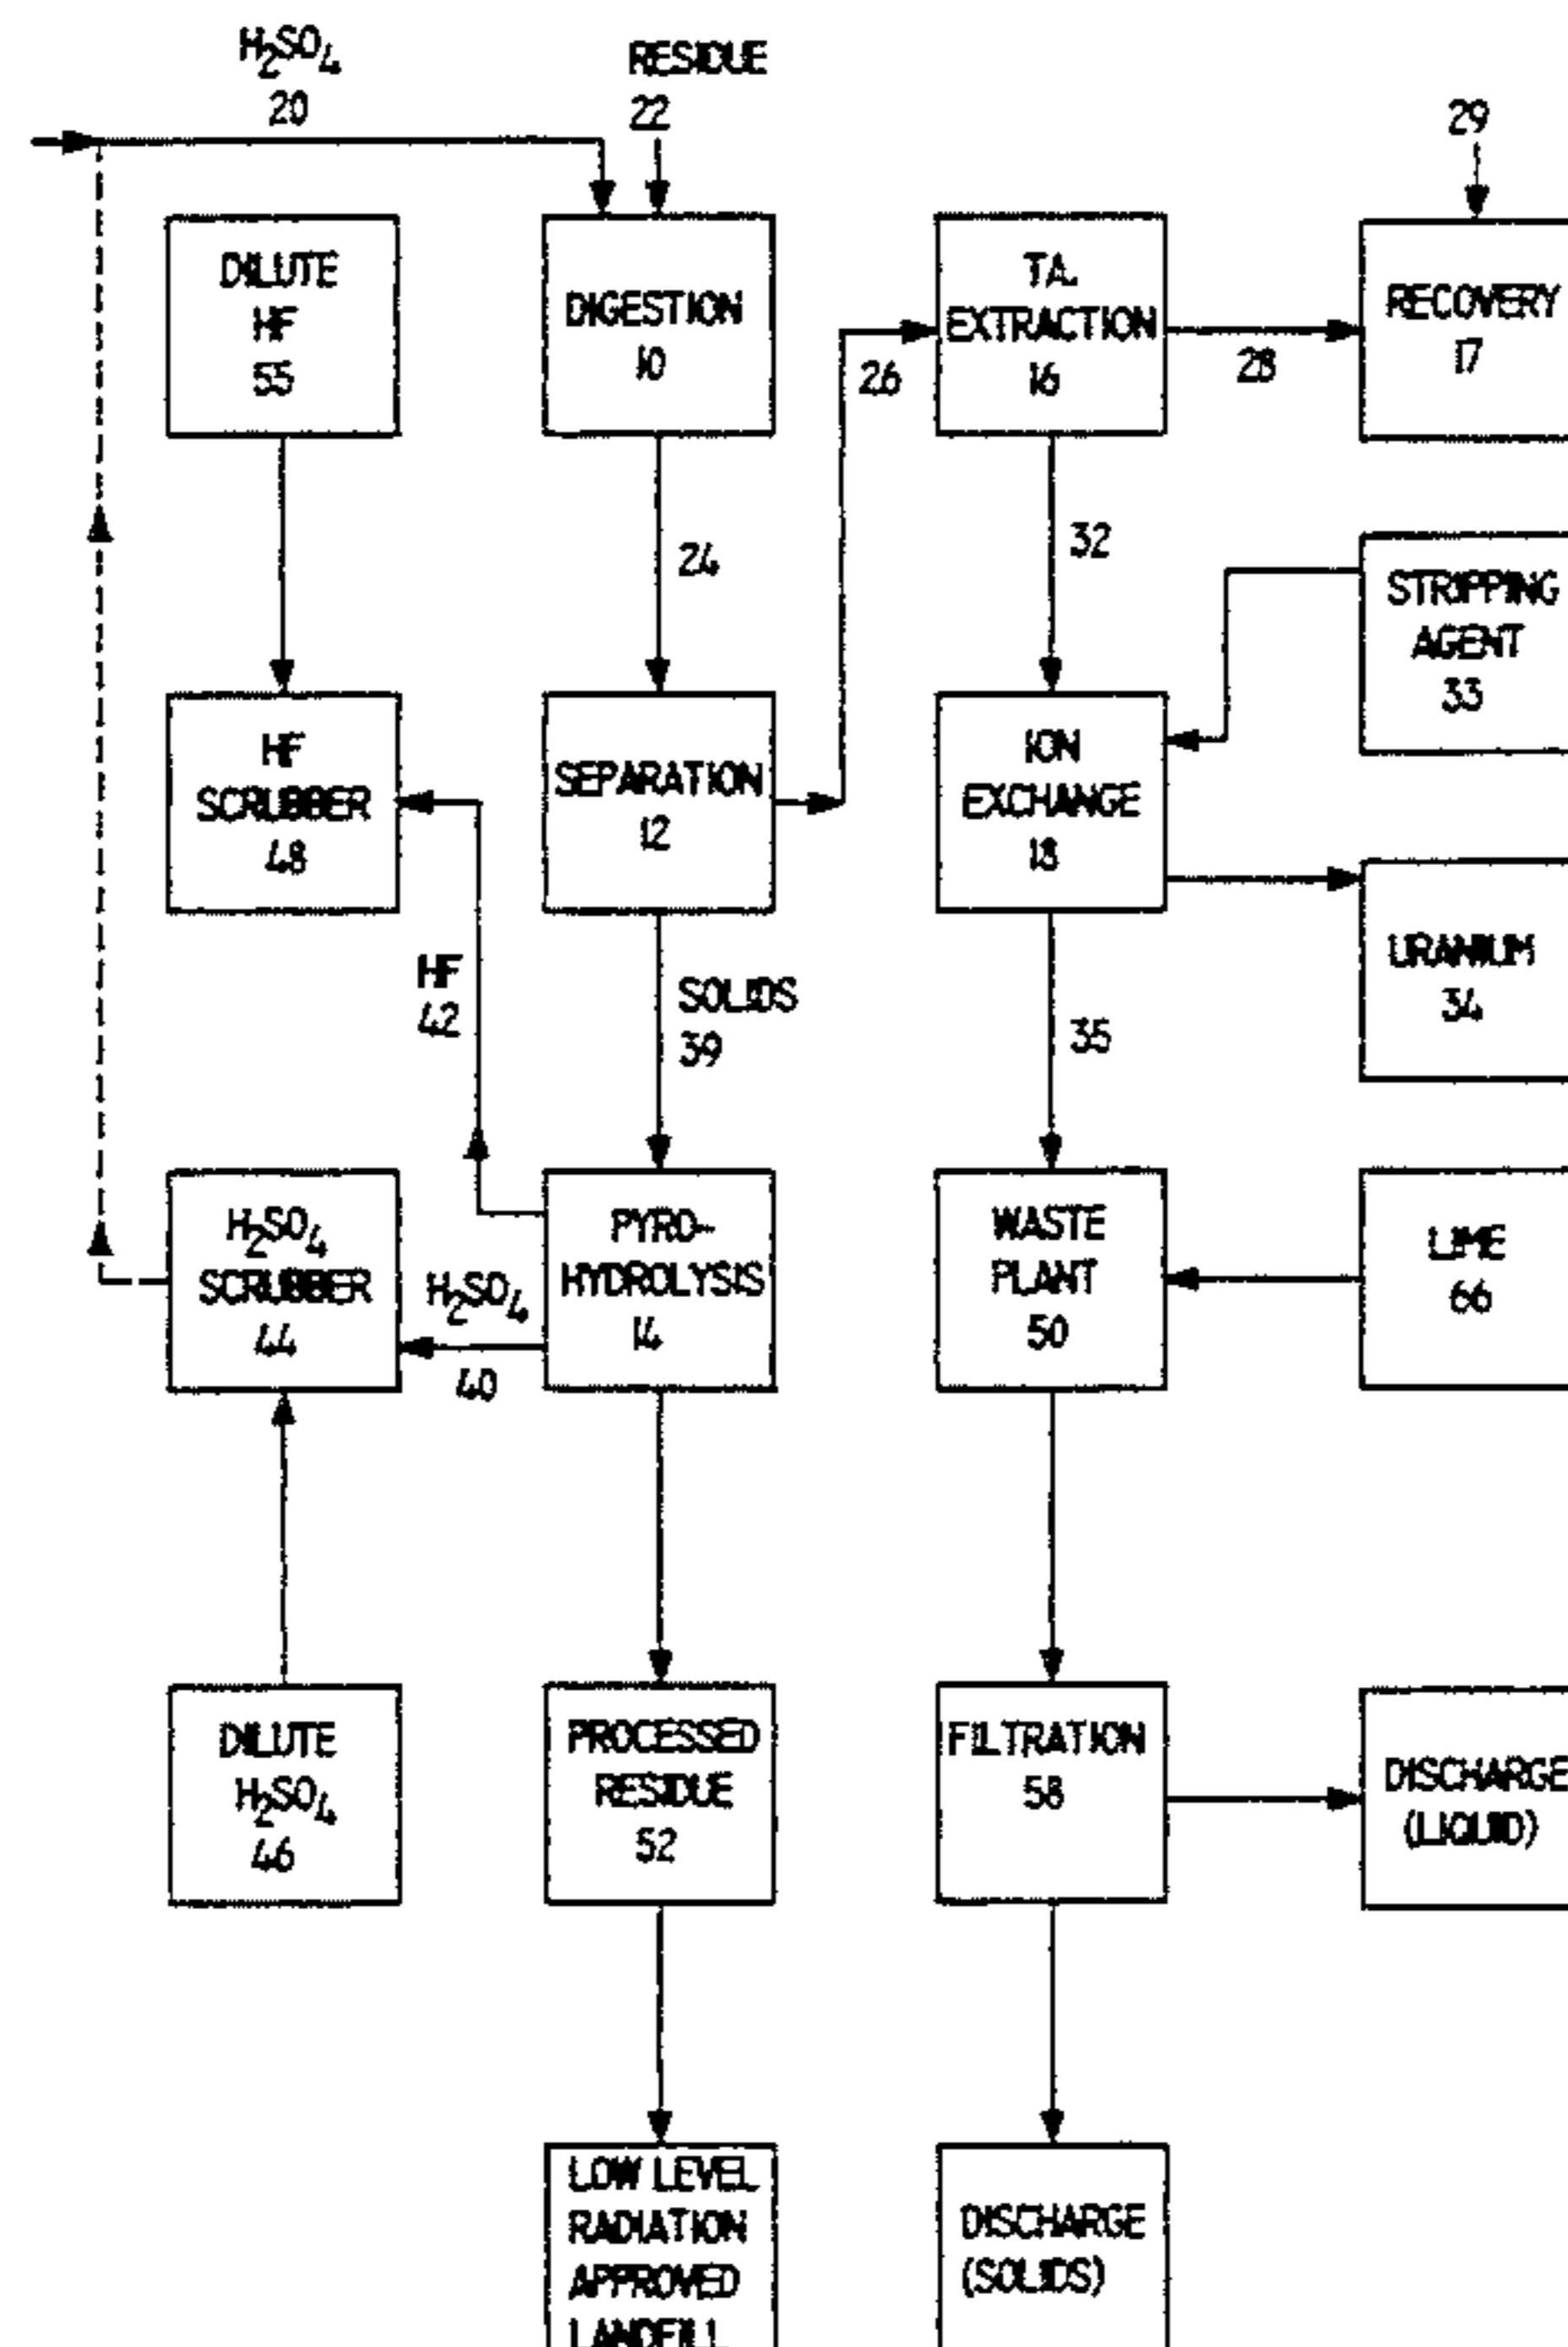 H2SO4
20
RESIDUE
22
29
DILUTE
HF
55
DIGESTION
10
TA.
EXTRACTION
16
RECOVERY
17
26
28
24
32
STRIPPING
AGENT
33
HF
SCRUBBER
48
SEPARATION
12
ION
EXCHANGE
18
URANIUM
34
HF
42
SOLIDS
39
35
H2SO4
SCRUBBER
44
H2SO4
40
PYRO-
HYDROLYSIS
14
WASTE
PLANT
50
LIME
66
DILUTE
H2SO4
46
PROCESSED
RESIDUE
52
FILTRATION
58
DISCHARGE
(LIQUID)
LOW LEVEL
RADIATION
APPROVED
LANDFILL
DISCHARGE
(SOLIDS)